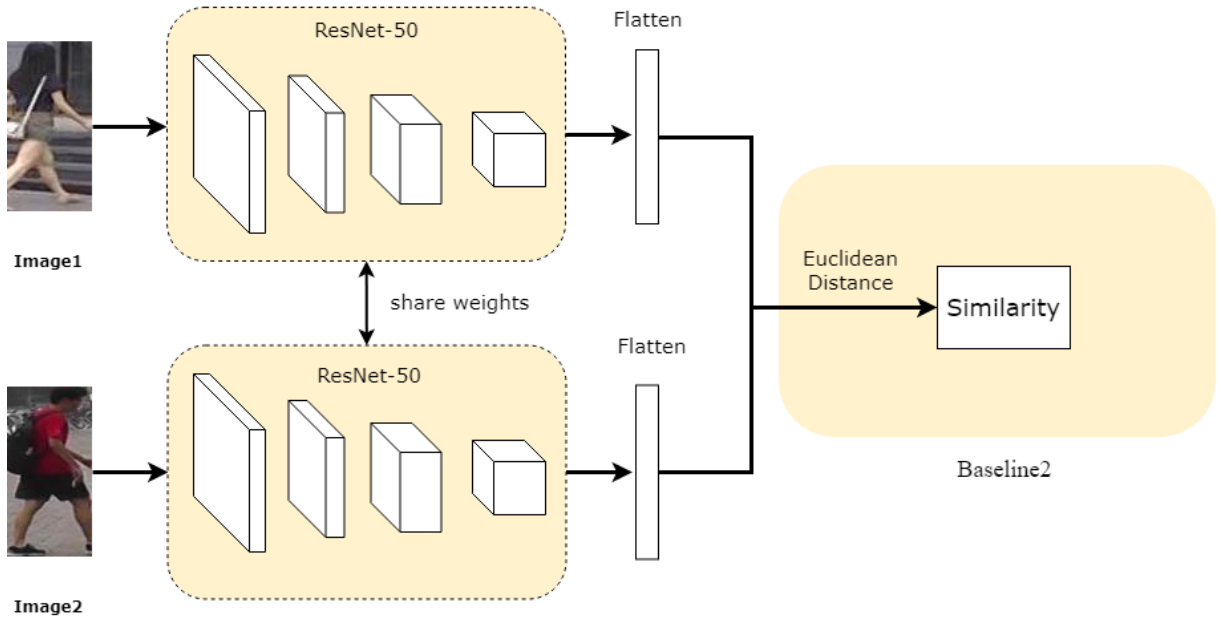 ResNet-50
Flatten
Image1
share weights
Euclidean
Distance
Similarity
Baseline2
ResNet-50
Flatten
Image2